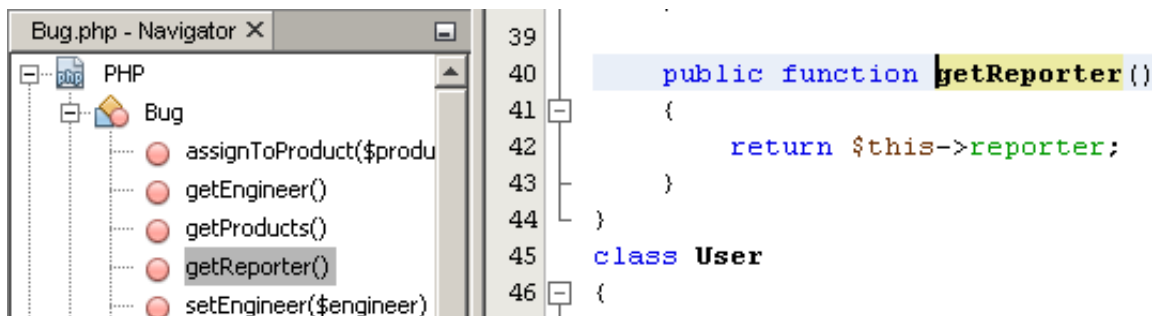 Bug.php - Navigator
PHP
Bug
assignToProduct($produ
getEngineer()
getProducts()
getReporter()
setEngineer($engineer)
39
40 public function getReporter()
41 {
42 return $this->reporter;
43 }
44 }
45 class User
46 {